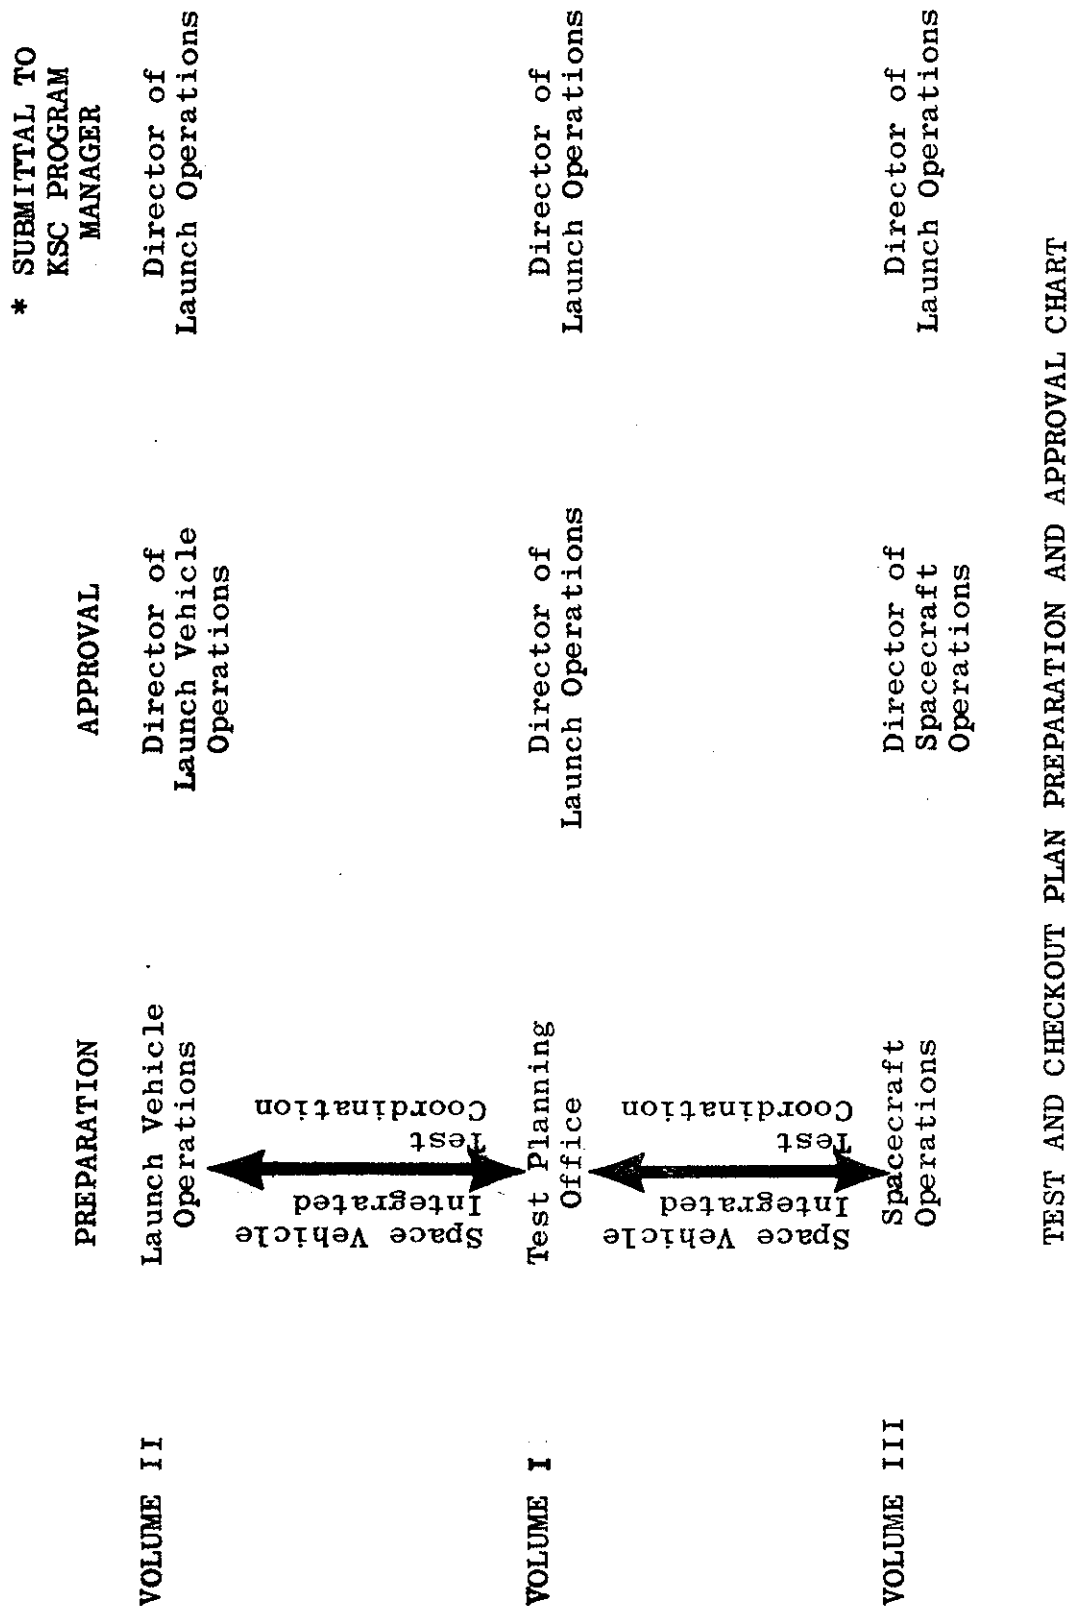 * SUBMITTAL TO
KSC PROGRAM
MANAGER
PREPARATION
APPROVAL
VOLUME II
Launch Vehicle
Operations
Director of
Launch Vehicle
Operations
Director of
Launch Operations
Space Vehicle
Integrated
Test
Coordination
VOLUME I
Test Planning
Office
Director of
Launch Operations
Director of
Launch Operations
Space Vehicle
Integrated
Test
Coordination
VOLUME III
Spacecraft
Operations
Director of
Spacecraft
Operations
Director of
Launch Operations
TEST AND CHECKOUT PLAN PREPARATION AND APPROVAL CHART